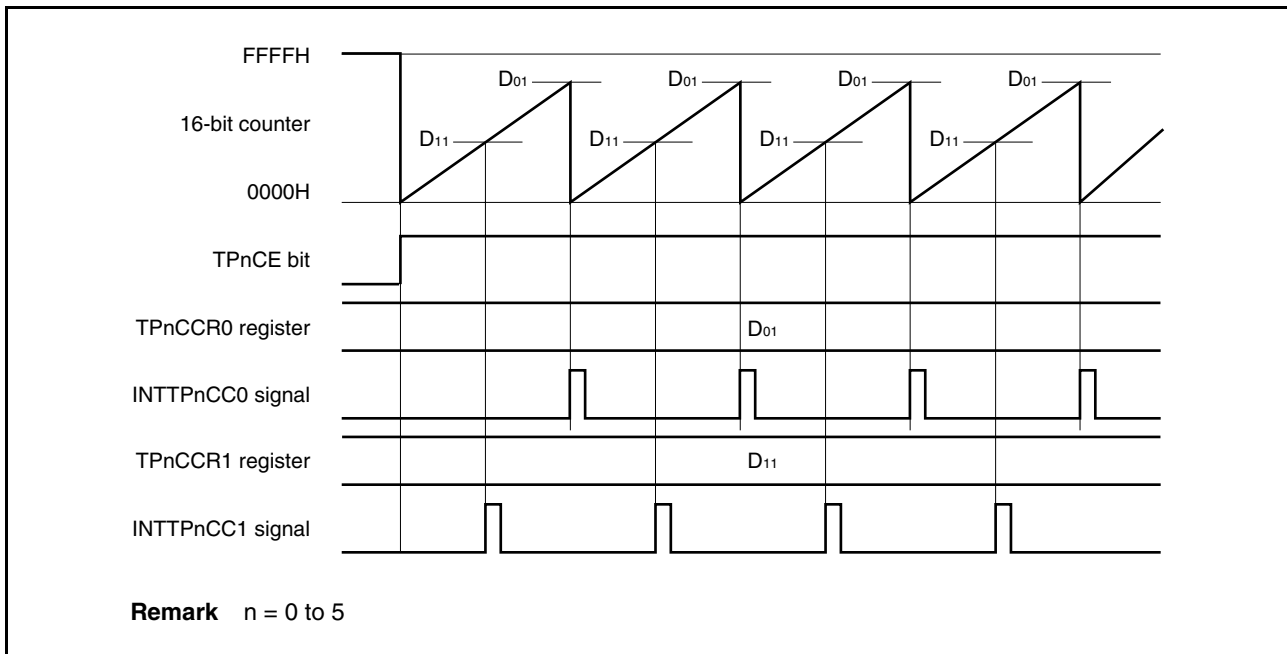 FFFFH
D01 D01 D01 D01
16-bit counter
D11 D11 D11 D11
0000H
TPnCE bit
TPnCCR0 register
D01
INTTPnCC0 signal
TPnCCR1 register
D11
INTTPnCC1 signal
Remark n = 0 to 5